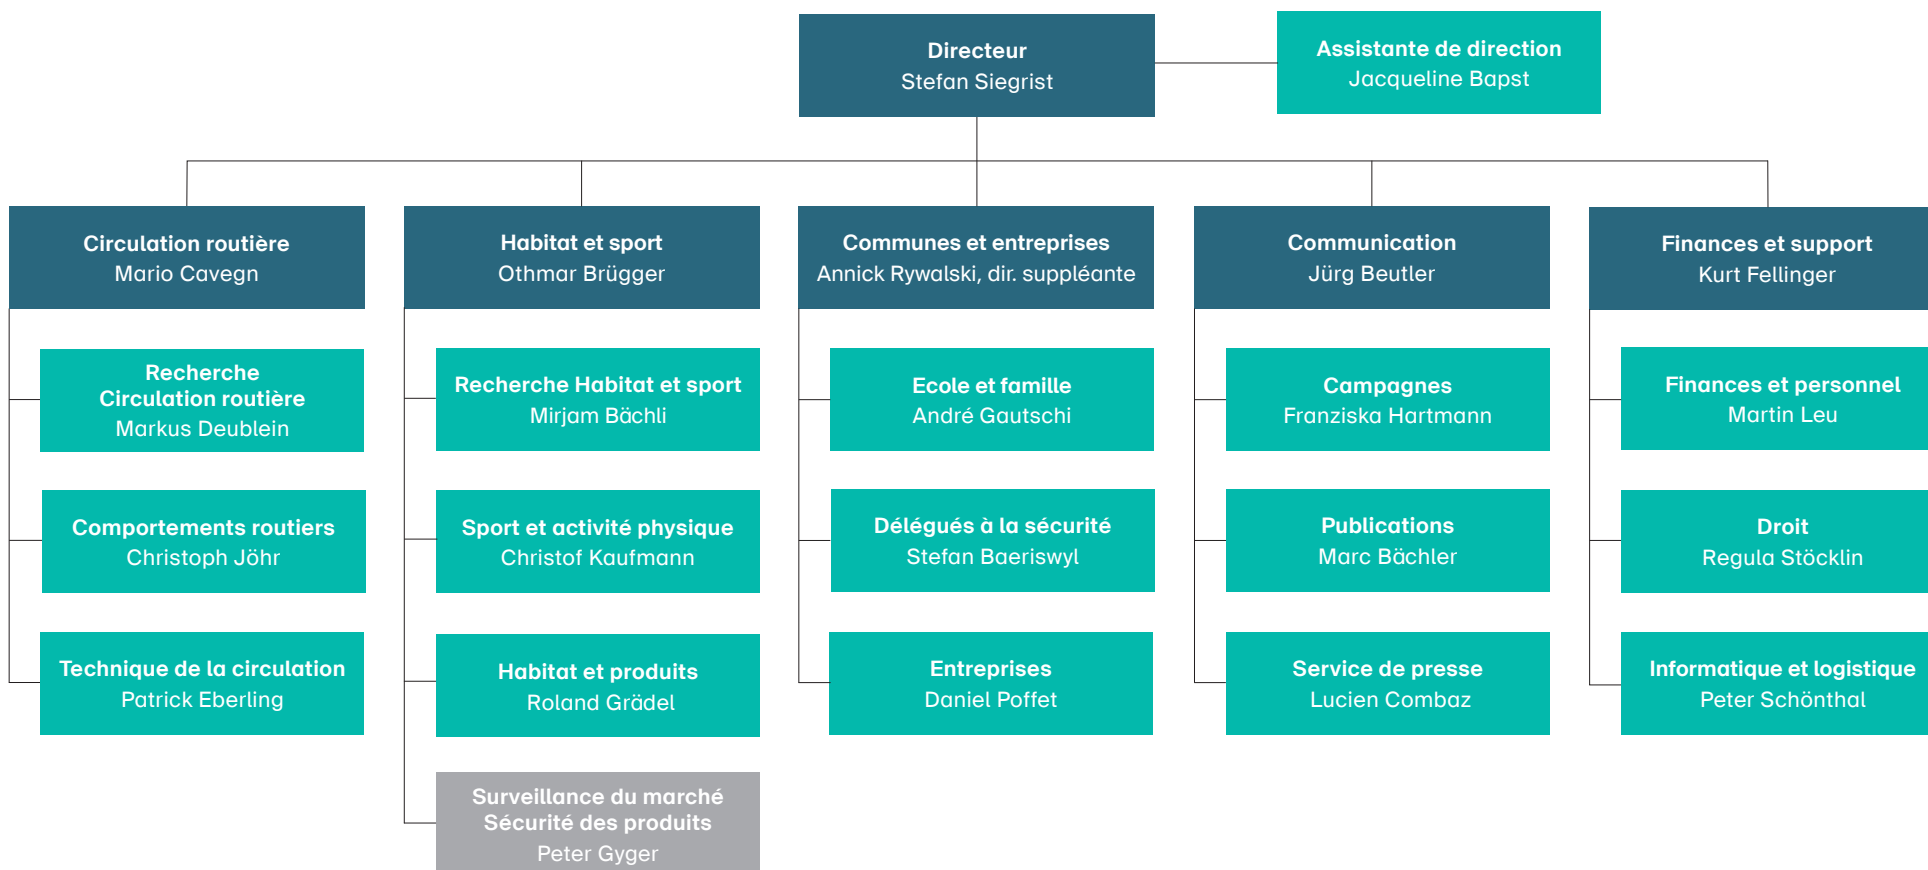 Directeur
Stefan Siegrist
Assistante de direction
Jacqueline Bapst
Circulation routière
Mario Cavegn
Habitat et sport
Othmar Brügger
Communes et entreprises
Annick Rywalski, dir. suppléante
Communication
Jürg Beutler
Finances et support
Kurt Fellinger
Recherche
Circulation routière
Markus Deublein
Recherche Habitat et sport
Mirjam Bächli
Ecole et famille
André Gautschi
Campagnes
Franziska Hartmann
Finances et personnel
Martin Leu
Comportements routiers
Christoph Jöhr
Sport et activité physique
Christof Kaufmann
Délégués à la sécurité
Stefan Baeriswyl
Publications
Marc Bächler
Droit
Regula Stöcklin
Technique de la circulation
Patrick Eberling
Habitat et produits
Roland Grädel
Entreprises
Daniel Poffet
Service de presse
Lucien Combaz
Informatique et logistique
Peter Schönthal
Surveillance du marché
Sécurité des produits
Peter Gyger